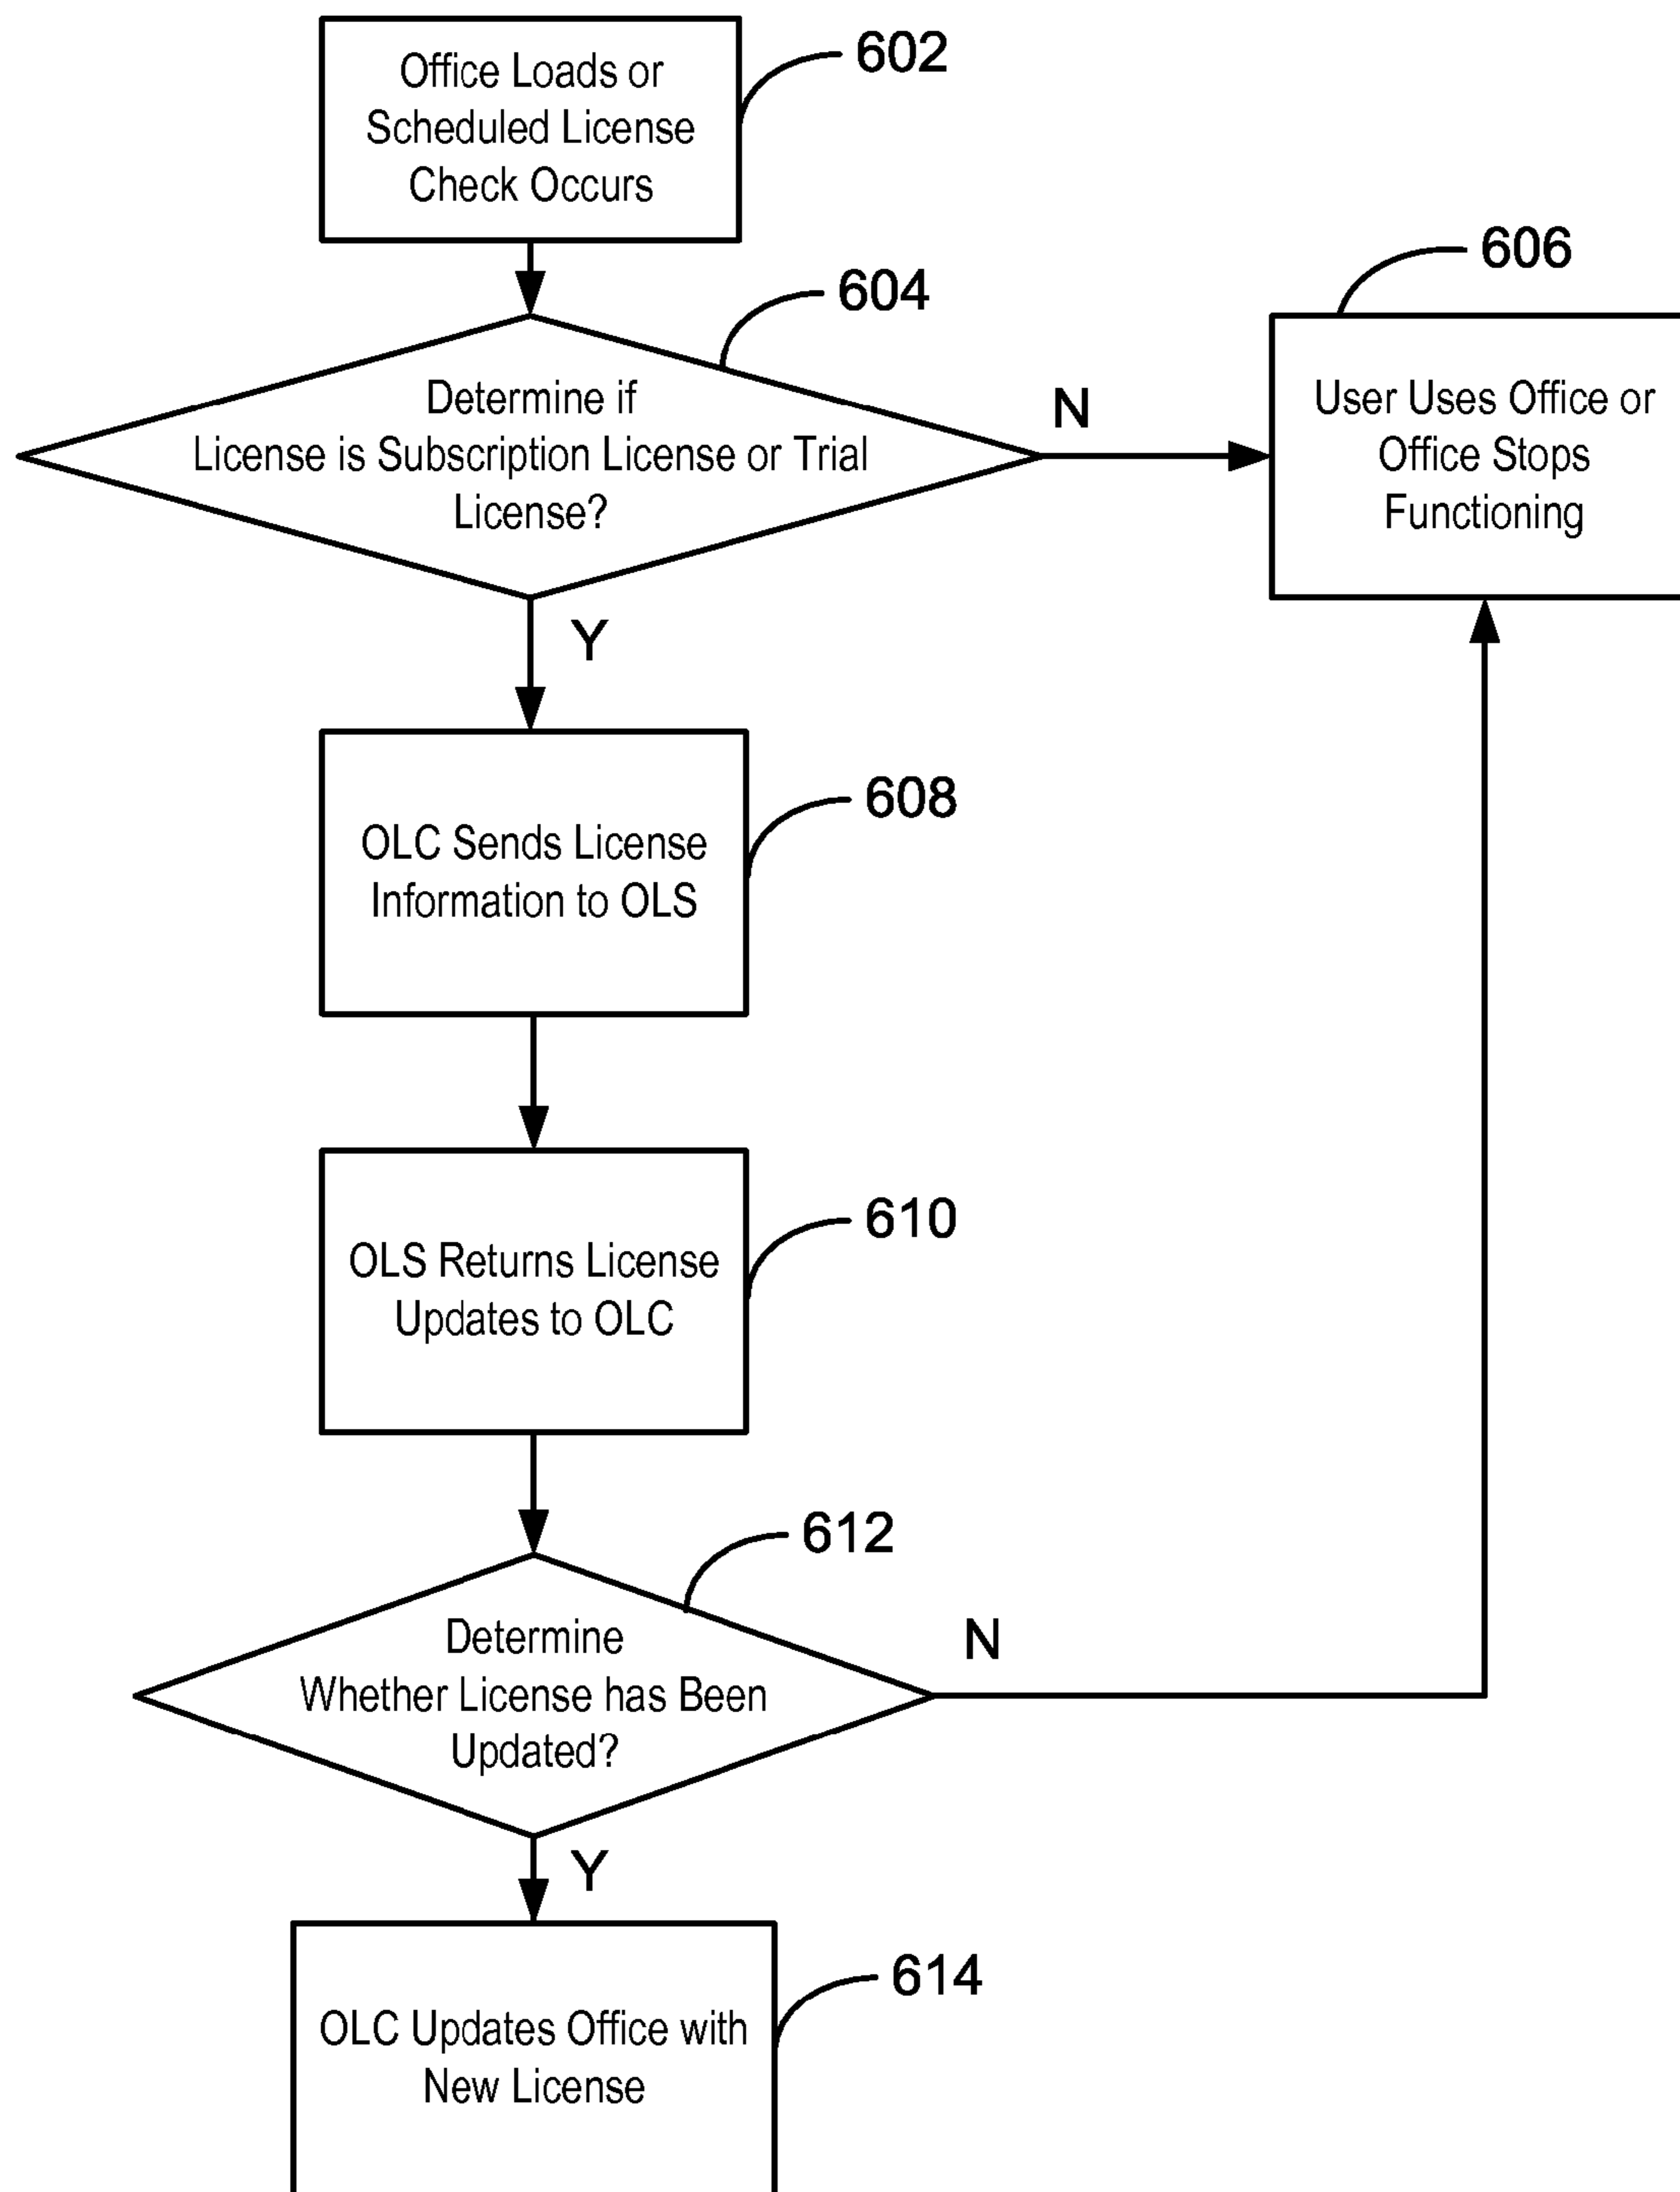 Office Loads or
Scheduled License
Check Occurs
602
604
Determine if
License is Subscription License or Trial
License?
N
606
User Uses Office or
Office Stops
Functioning
Y
OLC Sends License
Information to OLS
608
OLS Returns License
Updates to OLC
610
612
Determine
Whether License has Been
Updated?
N
Y
OLC Updates Office with
New License
614